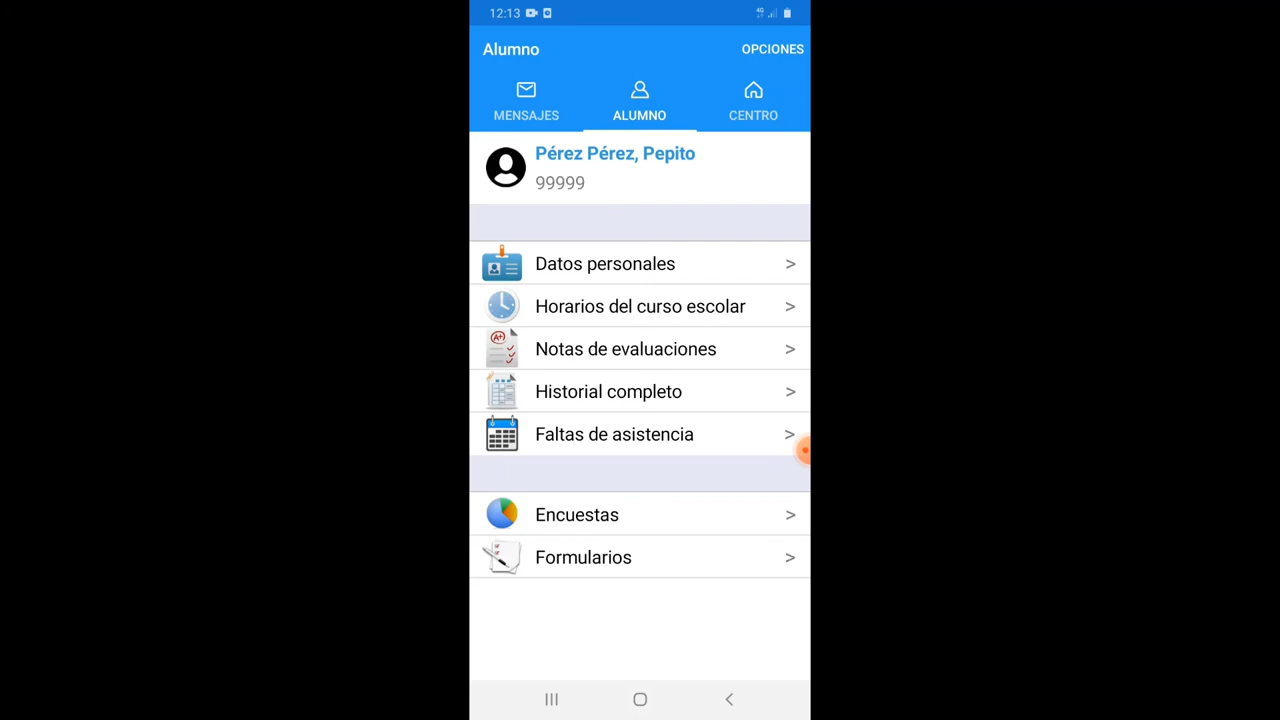 12:13
4G
Alumno
OPCIONES
MENSAJES
ALUMNO
CENTRO
Pérez Pérez, Pepito
99999
Datos personales >
Horarios del curso escolar >
A+
Notas de evaluaciones >
Historial completo >
Faltas de asistencia >
Encuestas >
Formularios >